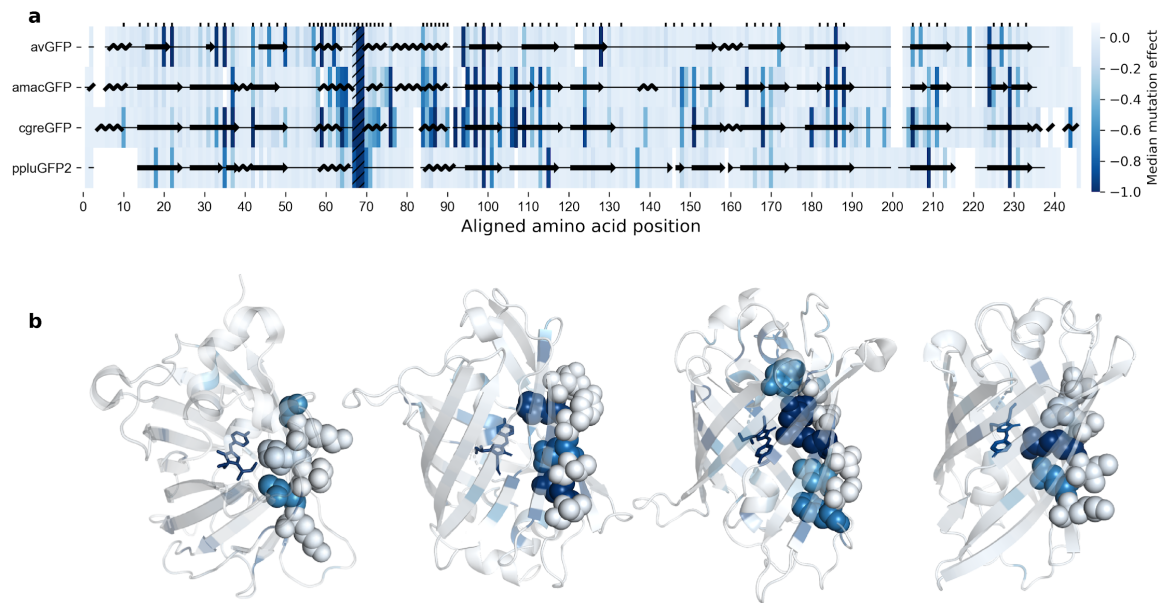 a
avGFP
amacGFP
cgreGFP
ppluGFP2
0 10 20 30 40 50 60 70 80 90 100 110 120 130 140 150 160 170 180 190 200 210 220 230 240
Aligned amino acid position
0.0
−0.2
−0.4
−0.6
−0.8
−1.0
Median mutation effect
b